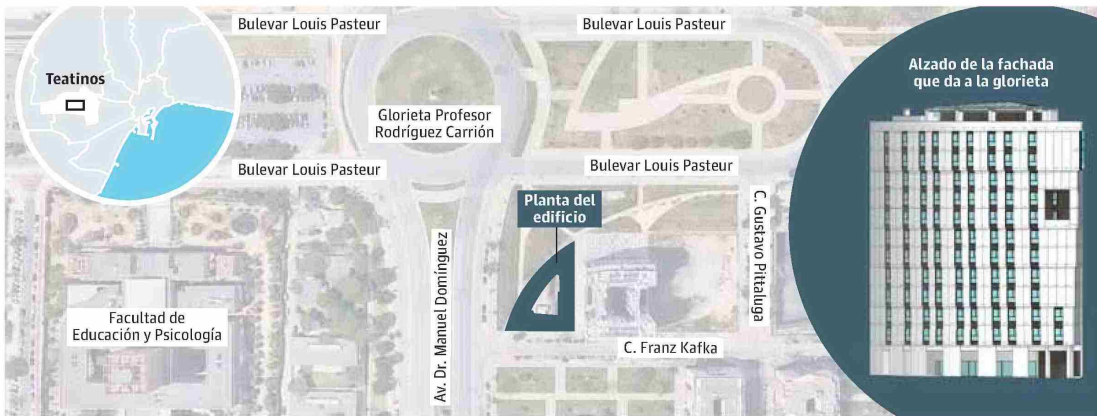 Bulevar Louis Pasteur
Bulevar Louis Pasteur
Teatinos
Alzado de la fachada
que da a la glorieta
Glorieta Profesor
Rodríguez Carrión
Bulevar Louis Pasteur
Bulevar Louis Pasteur
Planta del
edificio
C. Gustavo Pittaluga
Av. Dr. Manuel Domínguez
Facultad de
Educación y Psicología
C. Franz Kafka